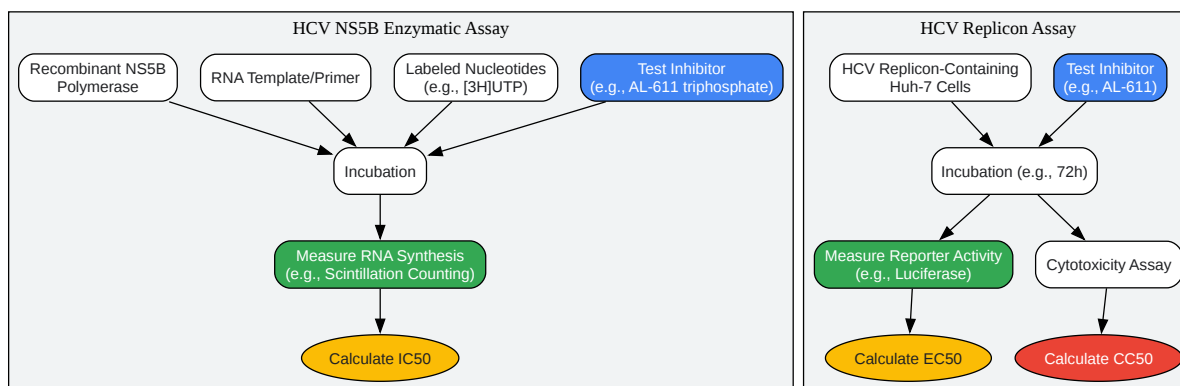 HCV NS5B Enzymatic Assay
Recombinant NS5B
Polymerase
RNA Template/Primer
Labeled Nucleotides
(e.g., [3H]UTP)
Test Inhibitor
(e.g., AL-611 triphosphate)
Incubation
Measure RNA Synthesis
(e.g., Scintillation Counting)
Calculate IC50
HCV Replicon Assay
HCV Replicon-Containing
Huh-7 Cells
Test Inhibitor
(e.g., AL-611)
Incubation (e.g., 72h)
Measure Reporter Activity
(e.g., Luciferase)
Cytotoxicity Assay
Calculate EC50
Calculate CC50